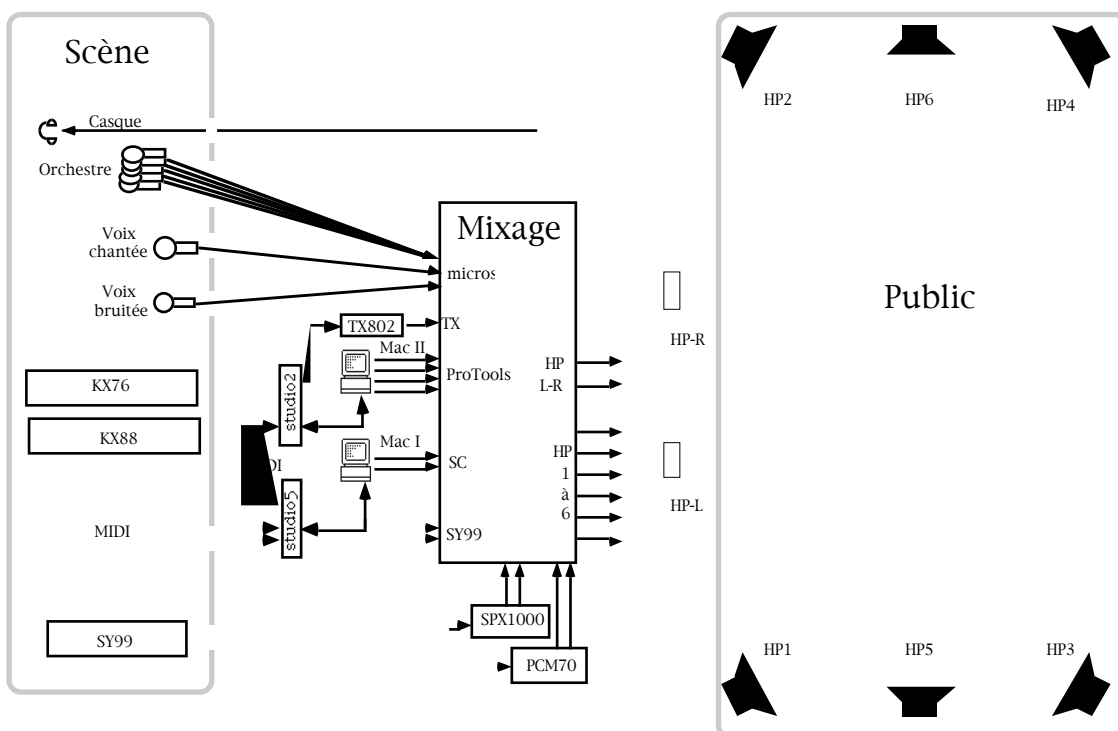 Scène
Casque
Orchestre
Voix
chantée
Voix
bruitée
KX76
KX88
MIDI
SY99
studio2
DI
studio5
TX802
Mac II
Mac I
Mixage
micros
TX
ProTools
SC
SY99
HP
L-R
HP
1
à
6
SPX1000
PCM70
HP-R
HP-L
HP2
HP6
HP4
Public
HP1
HP5
HP3